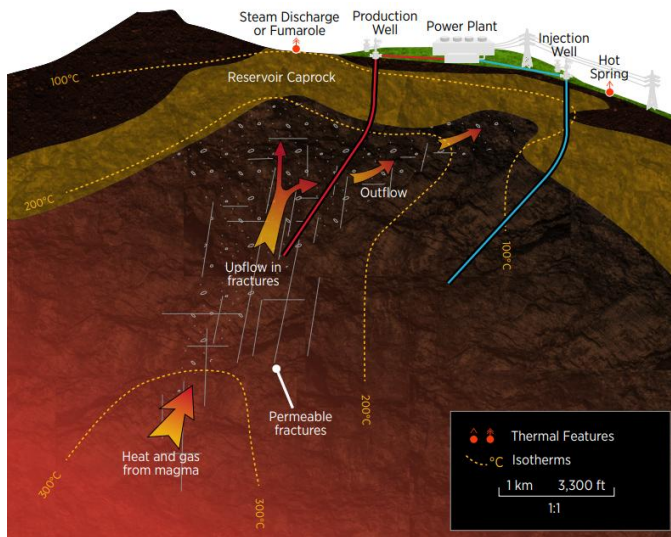 Steam Discharge
or Fumarole
Production
Well
Power Plant
Injection
Well
Hot
Spring
100°C
Reservoir Caprock
200°C
Outflow
100°C
Upflow in
fractures
200°C
Permeable
fractures
Heat and gas
from magma
300°C
300°C
Thermal Features
°C Isotherms
1 km 3,300 ft
1:1